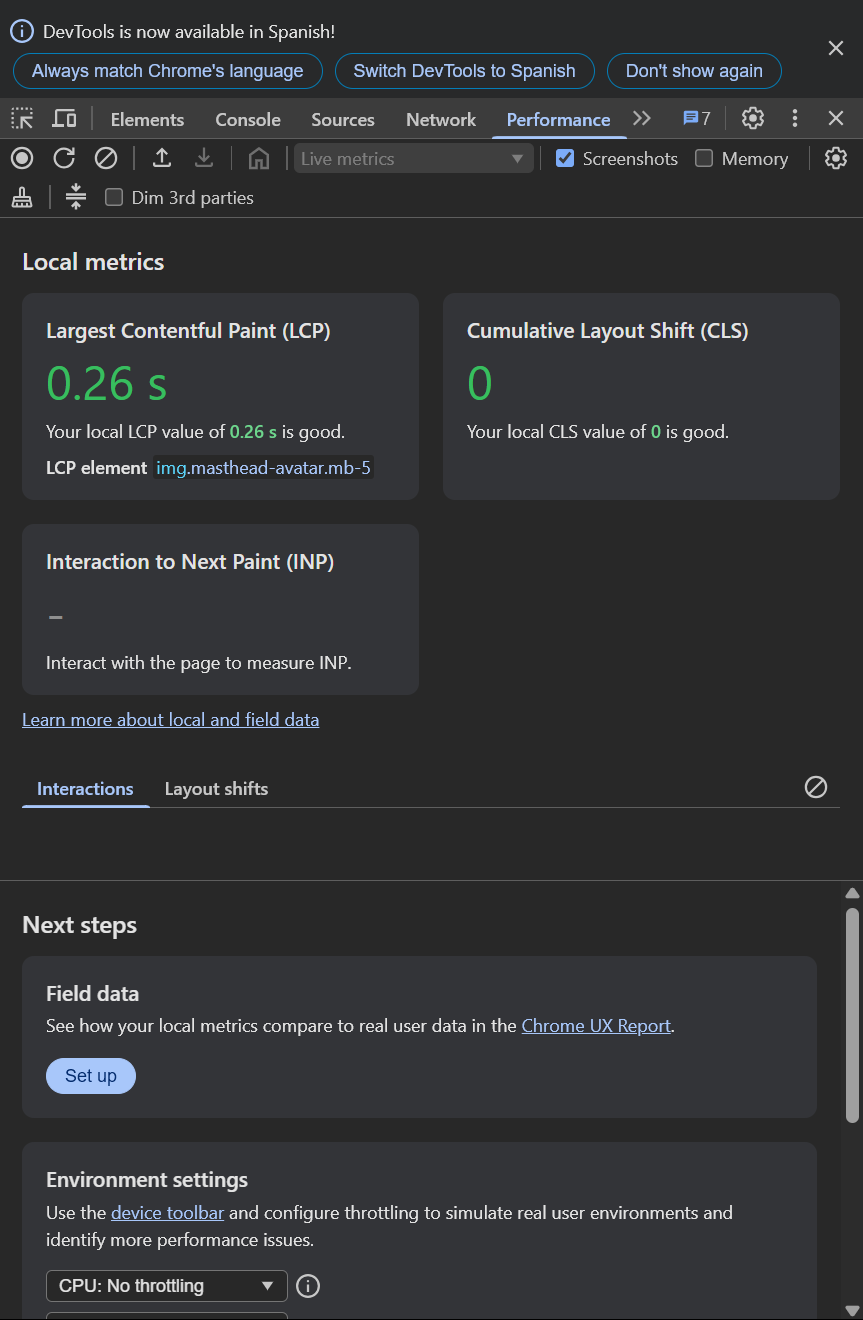 DevTools is now available in Spanish!
Always match Chrome's language Switch DevTools to Spanish Don't show again
Elements Console Sources Network Performance 7
Live metrics Screenshots Memory
Dim 3rd parties
Local metrics
Largest Contentful Paint (LCP)
0.26 s
Your local LCP value of 0.26 s is good.
LCP element img.masthead-avatar.mb-5
Cumulative Layout Shift (CLS)
0
Your local CLS value of 0 is good.
Interaction to Next Paint (INP)
–
Interact with the page to measure INP.
Learn more about local and field data
Interactions Layout shifts
Next steps
Field data
See how your local metrics compare to real user data in the Chrome UX Report.
Set up
Environment settings
Use the device toolbar and configure throttling to simulate real user environments and
identify more performance issues.
CPU: No throttling